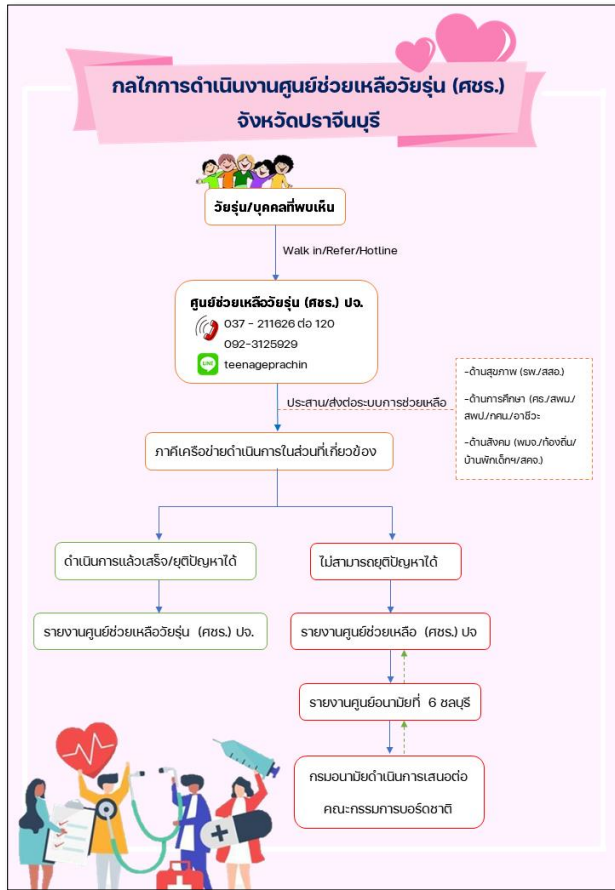 กลไกการดำเนินงานศูนย์ช่วยเหลือวัยรุ่น (ศชร.)
จังหวัดปราจีนบุรี
วัยรุ่น/บุคคลที่พบเห็น
Walk in/Refer/Hotline
ศูนย์ช่วยเหลือวัยรุ่น (ศชร.) ปจ.
037 - 211626 ต่อ 120
092-3125929
LINE
teenageprachin
ประสาน/ส่งต่อระบบการช่วยเหลือ
-ด้านสุขภาพ (รพ./สสอ.)
-ด้านการศึกษา (ศธ./สพม./
สพป./กศน./อาชีวะ
-ด้านสังคม (พมจ./ท้องถิ่น/
บ้านพักเด็กฯ/สคจ.)
ภาคีเครือข่ายดำเนินการในส่วนที่เกี่ยวข้อง
ดำเนินการแล้วเสร็จ/ยุติปัญหาได้
ไม่สามารถยุติปัญหาได้
รายงานศูนย์ช่วยเหลือวัยรุ่น (ศชร.) ปจ.
รายงานศูนย์ช่วยเหลือ (ศชร.) ปจ
รายงานศูนย์อนามัยที่ 6 ชลบุรี
กรมอนามัยดำเนินการเสนอต่อ
คณะกรรมการบอร์ดชาติ